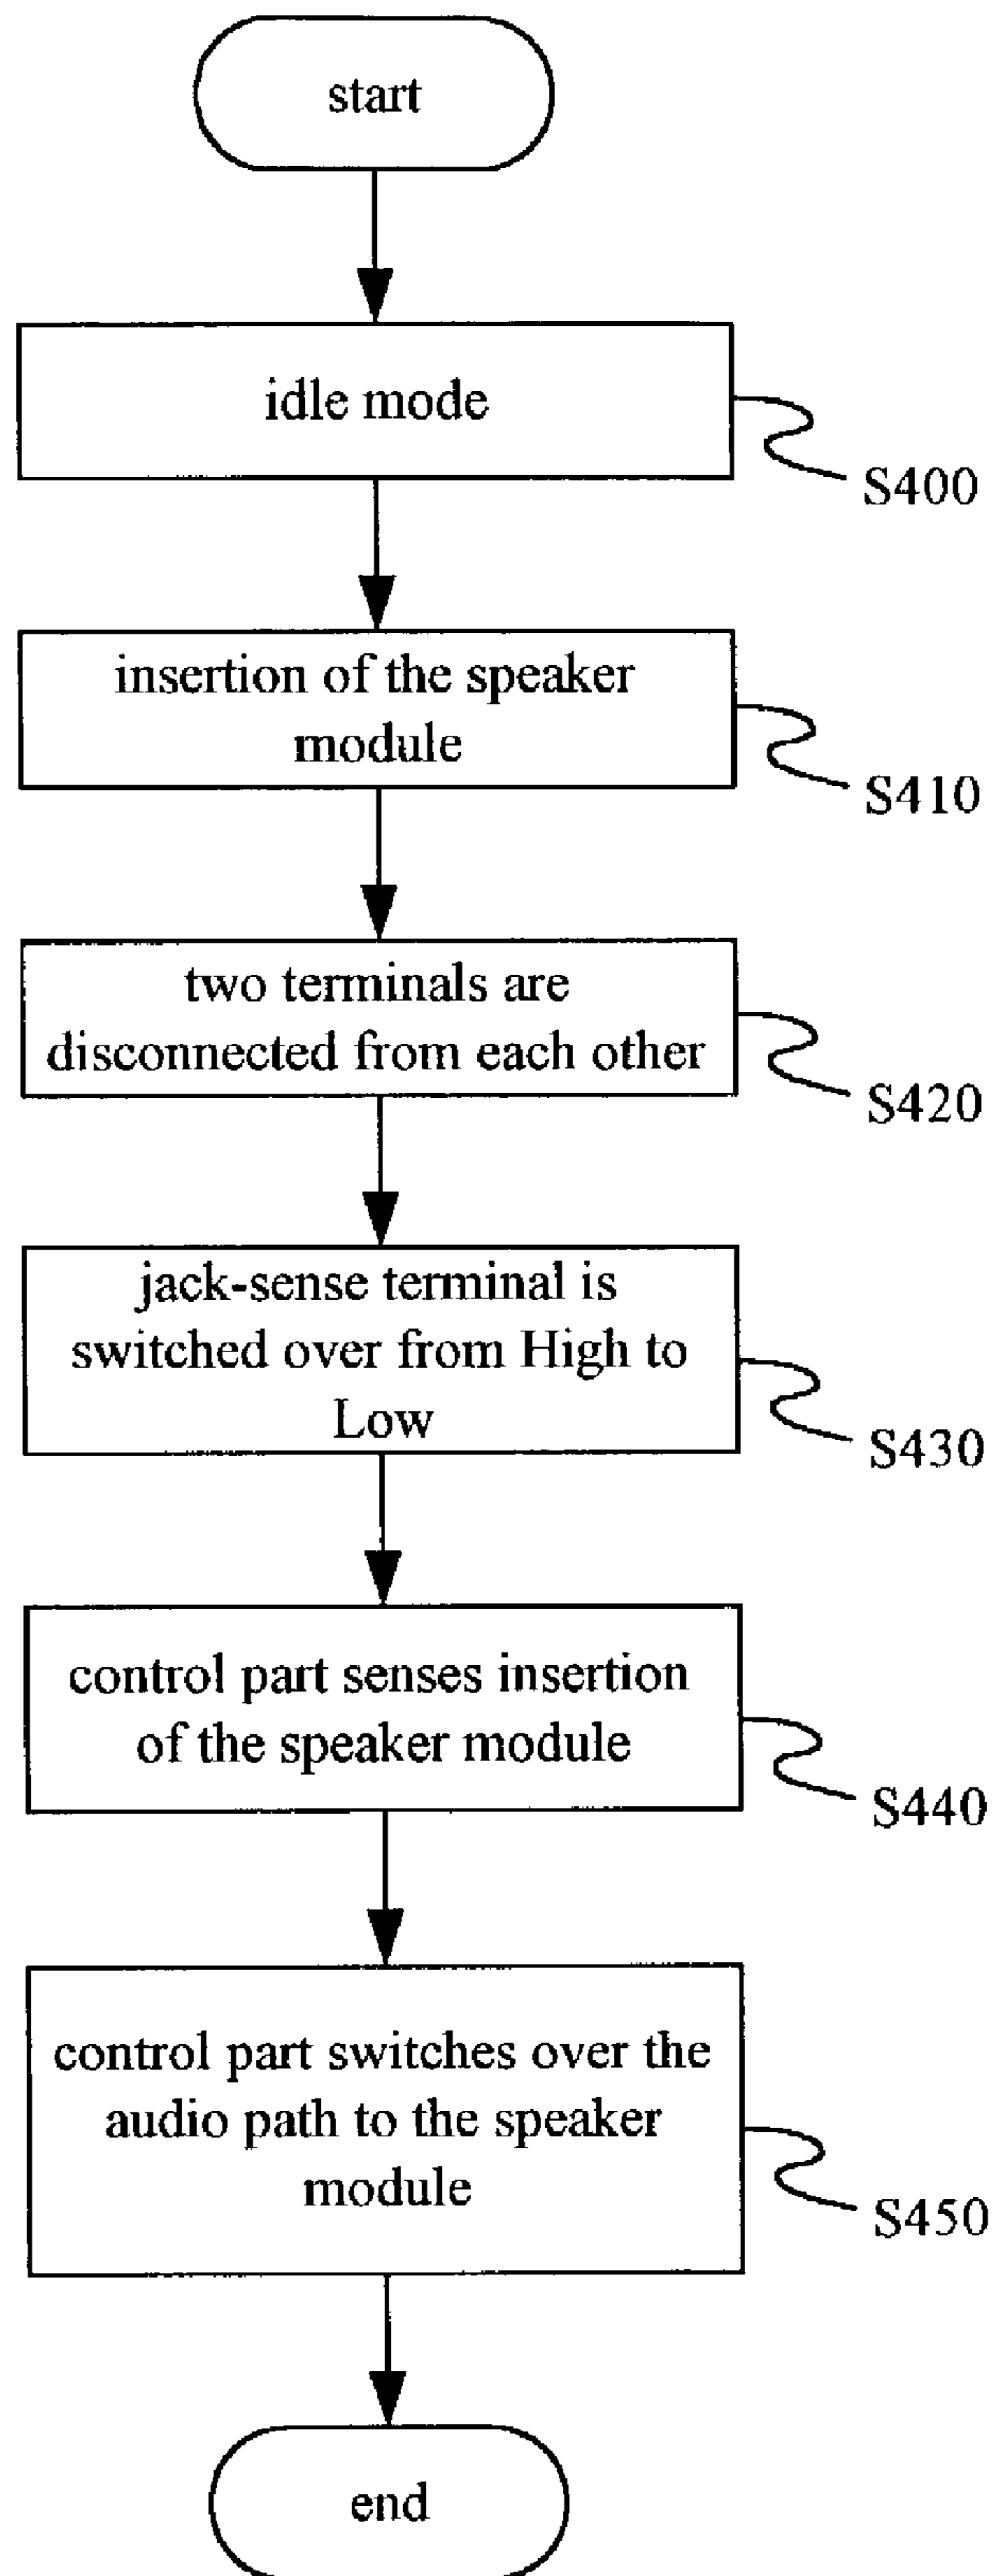 start
idle mode
S400
insertion of the speaker
module
S410
two terminals are
disconnected from each other
S420
jack-sense terminal is
switched over from High to
Low
S430
control part senses insertion
of the speaker module
S440
control part switches over the
audio path to the speaker
module
S450
end